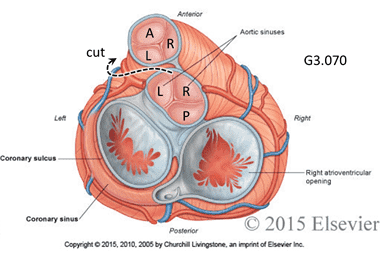 Anterior
A
R
L
cut
Aortic sinuses
G3.070
L
R
P
Left
Right
Coronary sulcus
Right atrioventricular
opening
Coronary sinus
Posterior
© 2015 Elsevier
Copyright © 2015, 2010, 2005 by Churchill Livingstone, an imprint of Elsevier Inc.